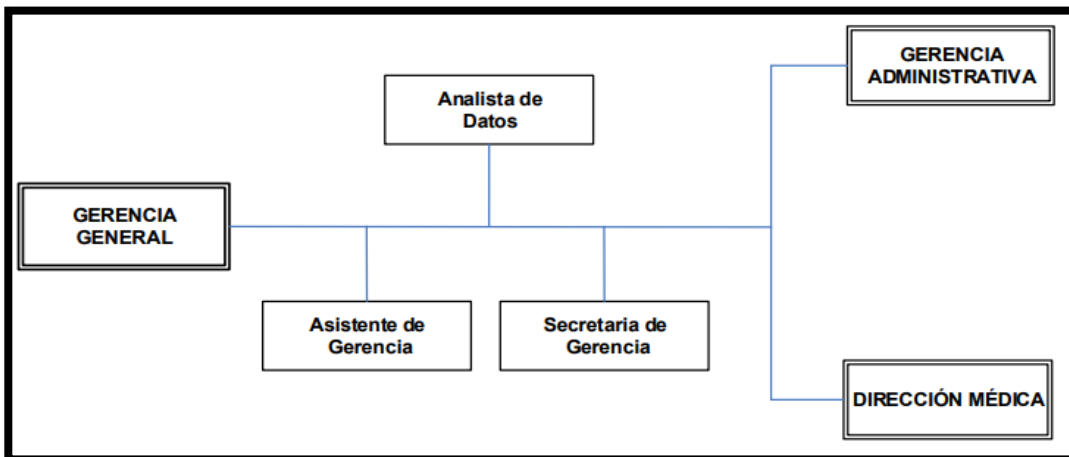 GERENCIA
ADMINISTRATIVA
Analista de
Datos
GERENCIA
GENERAL
Asistente de
Gerencia
Secretaria de
Gerencia
DIRECCIÓN MÉDICA